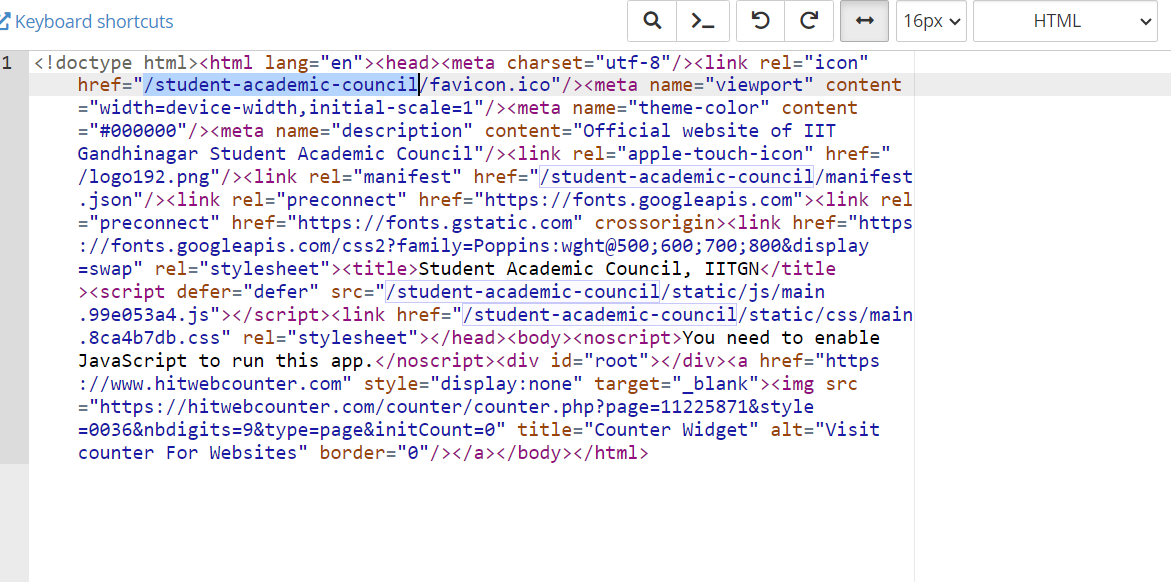 Keyboard shortcuts
16px
HTML
1
<!doctype html><html lang="en"><head><meta charset="utf-8"/><link rel="icon"
href="/student-academic-council/favicon.ico"/><meta name="viewport" content
="width=device-width,initial-scale=1"/><meta name="theme-color" content
="#000000"/><meta name="description" content="Official website of IIT
Gandhinagar Student Academic Council"/><link rel="apple-touch-icon" href="
/logo192.png"/><link rel="manifest" href="/student-academic-council/manifest
.json"/><link rel="preconnect" href="https://fonts.googleapis.com"><link rel
="preconnect" href="https://fonts.gstatic.com" crossorigin><link href="https
://fonts.googleapis.com/css2?family=Poppins:wght@500;600;700;800&display
=swap" rel="stylesheet"><title>Student Academic Council, IITGN</title
><script defer="defer" src="/student-academic-council/static/js/main
.99e053a4.js"></script><link href="/student-academic-council/static/css/main
.8ca4b7db.css" rel="stylesheet"></head><body><noscript>You need to enable
JavaScript to run this app.</noscript><div id="root"></div><a href="https
://www.hitwebcounter.com" style="display:none" target="_blank"><img src
="https://hitwebcounter.com/counter/counter.php?page=11225871&style
=0036&nbdigits=9&type=page&initCount=0" title="Counter Widget" alt="Visit
counter For Websites" border="0"/></a></body></html>